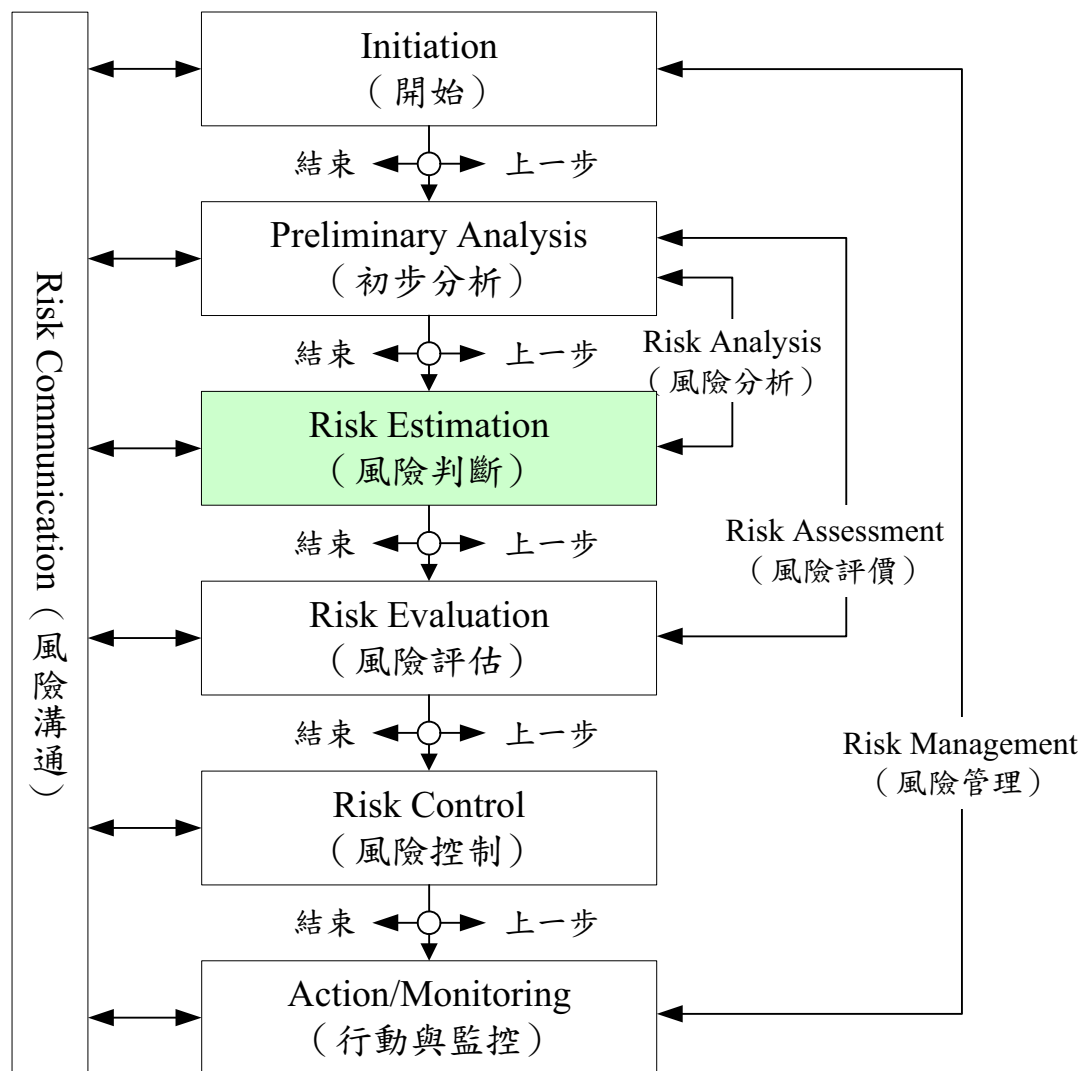 Initiation
（開始）
結束
上一步
Preliminary Analysis
（初步分析）
結束
上一步
Risk Analysis
（風險分析）
Risk Estimation
（風險判斷）
結束
上一步
Risk Assessment
（風險評價）
Risk Evaluation
（風險評估）
結束
上一步
Risk Management
（風險管理）
Risk Control
（風險控制）
結束
上一步
Action/Monitoring
（行動與監控）
Risk Communication（風險溝通）